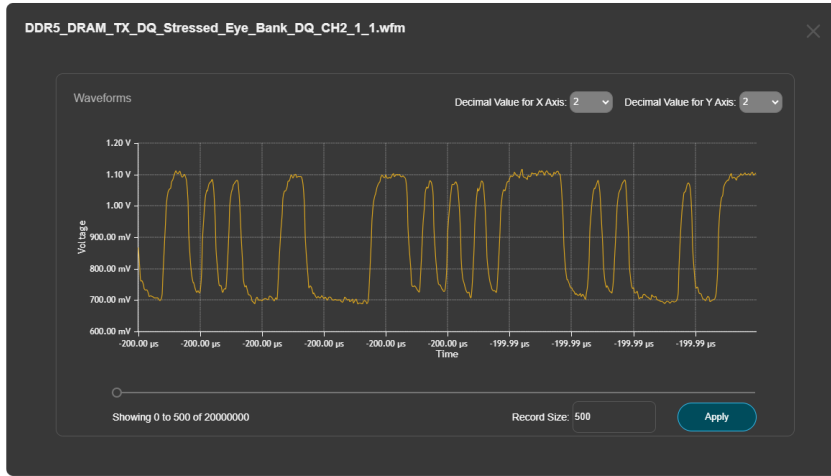 DDR5_DRAM_TX_DQ_Stressed_Eye_Bank_DQ_CH2_1_1.wfm
Waveforms
Decimal Value for X Axis: 2
Decimal Value for Y Axis: 2
1.20 V
1.10 V
1.00 V
900.00 mV
800.00 mV
700.00 mV
600.00 mV
Voltage
-200.00 µs -200.00 µs -200.00 µs -200.00 µs -200.00 µs -200.00 µs -199.99 µs -199.99 µs -199.99 µs -199.99 µs
Time
Showing 0 to 500 of 20000000
Record Size: 500
Apply